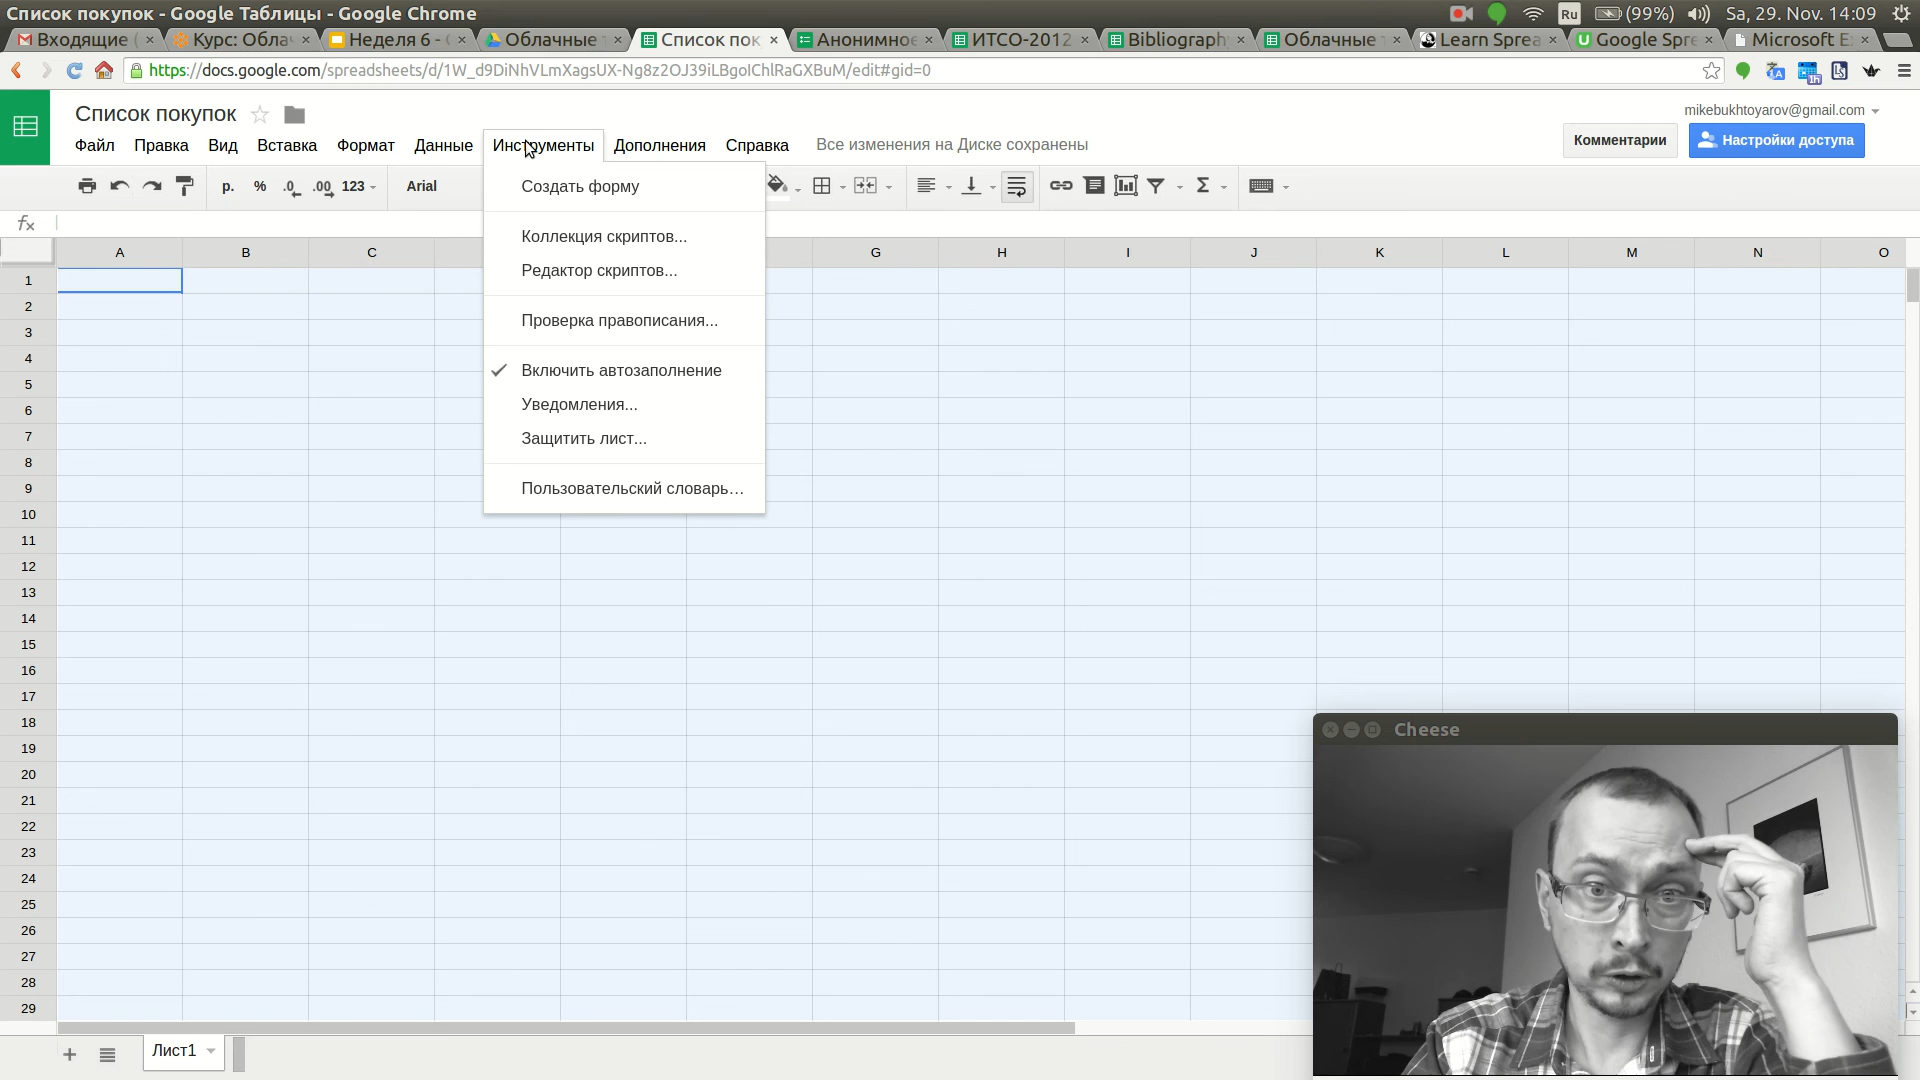 Список покупок - Google Таблицы - Google Chrome
Ru (99%) Sa, 29. Nov. 14:09
Входящие Курс: Обла Неделя 6 - Облачные Список пок Анонимно ИТСО-2012 Bibliography Облачные Learn Sprea Google Spre Microsoft E
https://docs.google.com/spreadsheets/d/1W_d9DiNhVLmXagsUX-Ng8z2OJ39iLBgoIChlRaGXBuM/edit#gid=0
Список покупок
mikebukhtoyarov@gmail.com
Файл Правка Вид Вставка Формат Данные Инструменты Дополнения Справка Все изменения на Диске сохранены
Комментарии Настройки доступа
р. % .0 .00 123 Arial
Создать форму
Коллекция скриптов...
Редактор скриптов...
Проверка правописания...
Включить автозаполнение
Уведомления...
Защитить лист...
Пользовательский словарь...
fx
A B C G H I J K L M N O
1
2
3
4
5
6
7
8
9
10
11
12
13
14
15
16
17
18
19
20
21
22
23
24
25
26
27
28
29
Cheese
Лист1